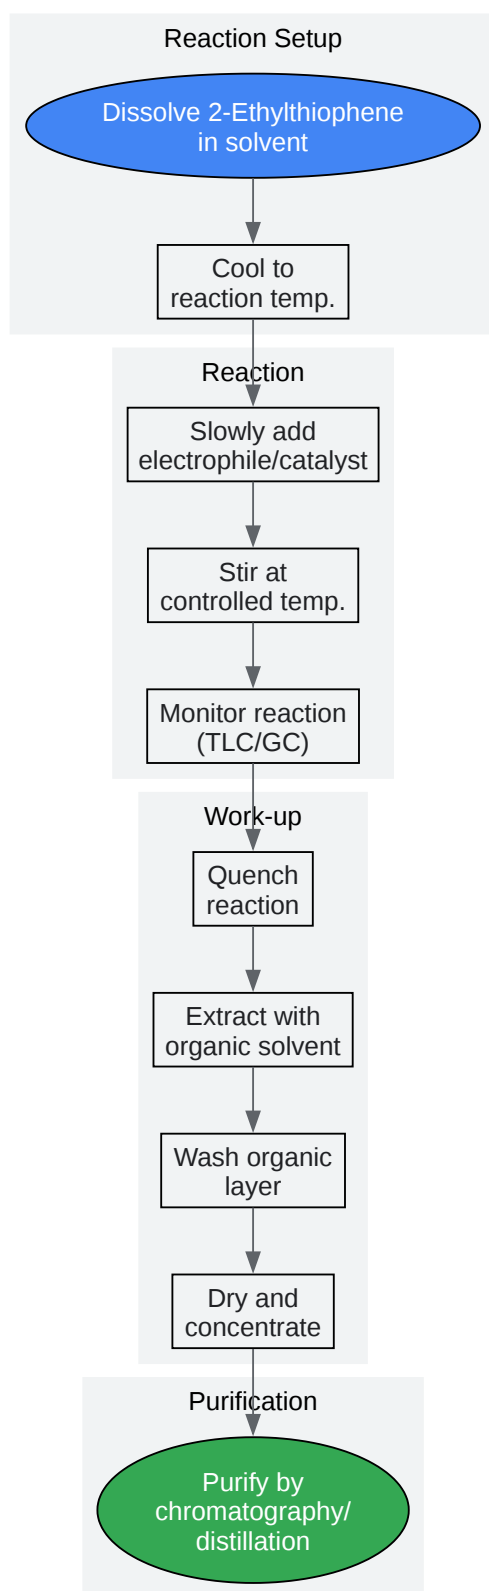 Reaction Setup
Dissolve 2-Ethylthiophene
in solvent
Cool to
reaction temp.
Reaction
Slowly add
electrophile/catalyst
Stir at
controlled temp.
Monitor reaction
(TLC/GC)
Work-up
Quench
reaction
Extract with
organic solvent
Wash organic
layer
Dry and
concentrate
Purification
Purify by
chromatography/
distillation